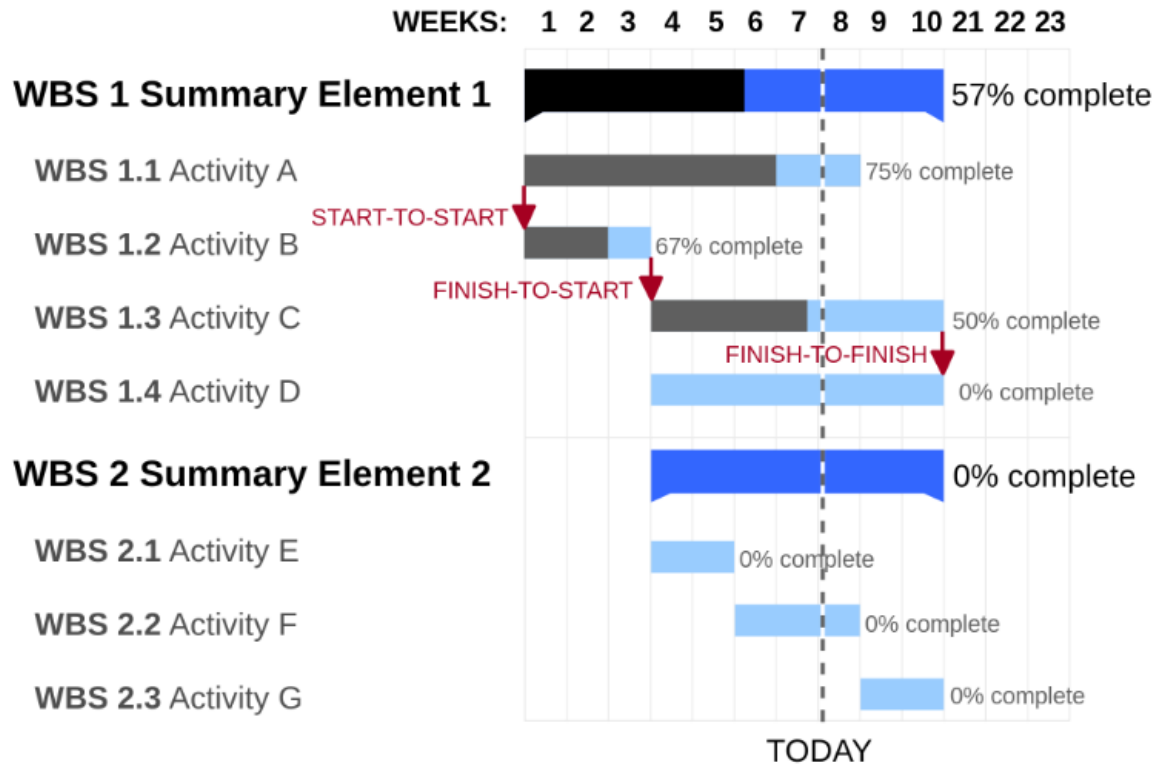 WEEKS: 1 2 3 4 5 6 7 8 9 10 21 22 23
WBS 1 Summary Element 1 57% complete
WBS 1.1 Activity A 75% complete
START-TO-START
WBS 1.2 Activity B 67% complete
FINISH-TO-START
WBS 1.3 Activity C 50% complete
FINISH-TO-FINISH
WBS 1.4 Activity D 0% complete
WBS 2 Summary Element 2 0% complete
WBS 2.1 Activity E 0% complete
WBS 2.2 Activity F 0% complete
WBS 2.3 Activity G 0% complete
TODAY